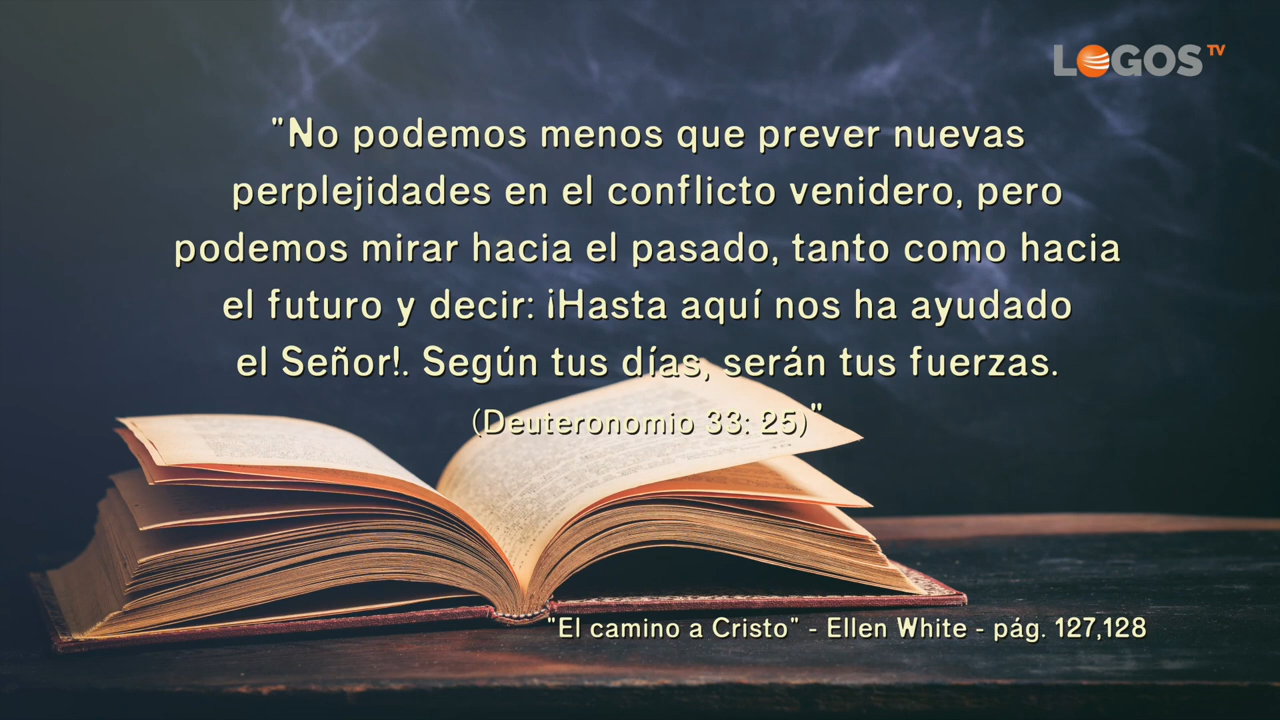 LOGOS TV
"No podemos menos que prever nuevas
perplejidades en el conflicto venidero, pero
podemos mirar hacia el pasado, tanto como hacia
el futuro y decir: ¡Hasta aquí nos ha ayudado
el Señor!. Según tus días, serán tus fuerzas.
(Deuteronomio 33: 25)"
"El camino a Cristo" - Ellen White - pág. 127,128